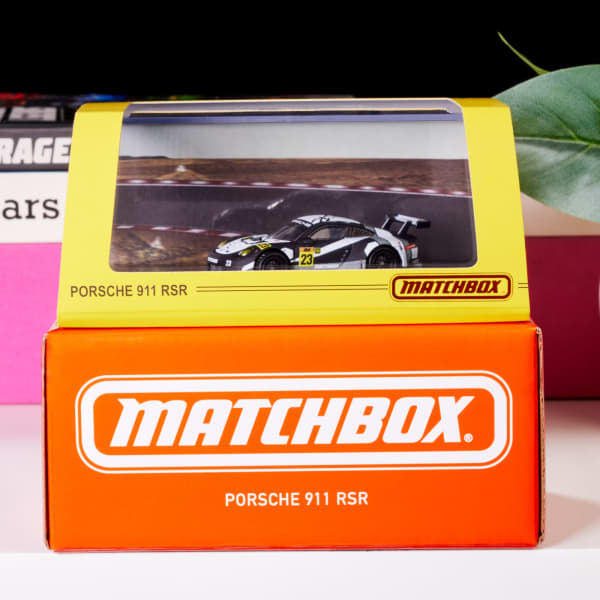 RAGE
ars
23
PORSCHE 911 RSR
MATCHBOX
MATCHBOX®
PORSCHE 911 RSR